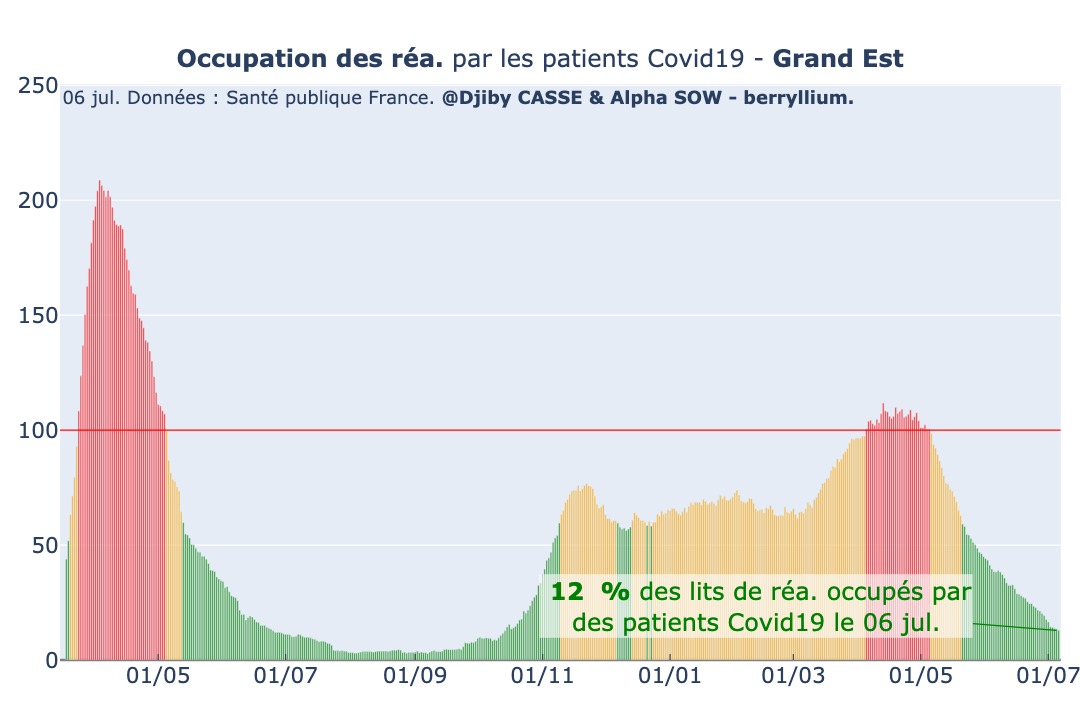 Occupation des réa. par les patients Covid19 - Grand Est
250
06 jul. Données : Santé publique France. @Djiby CASSE & Alpha SOW - berryllium.
200
150
100
50
12 % des lits de réa. occupés par
des patients Covid19 le 06 jul.
0
01/05 01/07 01/09 01/11 01/01 01/03 01/05 01/07